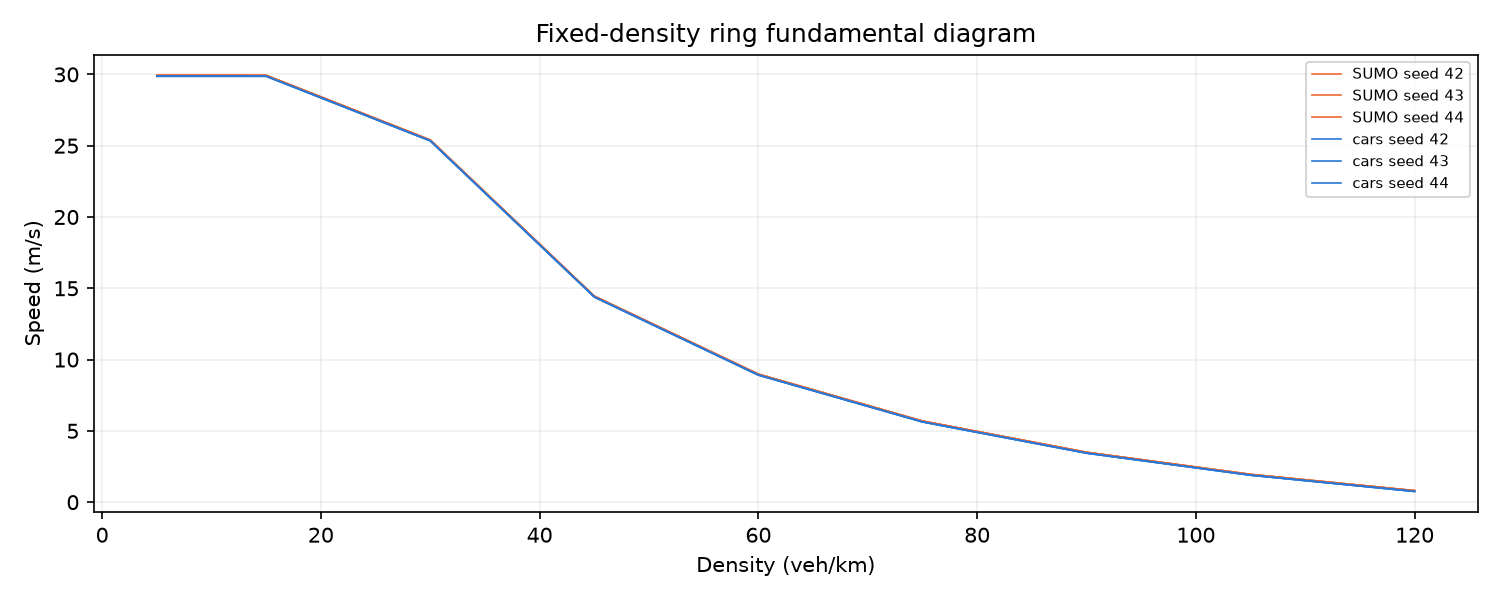 Fixed-density ring fundamental diagram
SUMO seed 42
SUMO seed 43
SUMO seed 44
cars seed 42
cars seed 43
cars seed 44
Speed (m/s)
30
25
20
15
10
5
0
0 20 40 60 80 100 120
Density (veh/km)